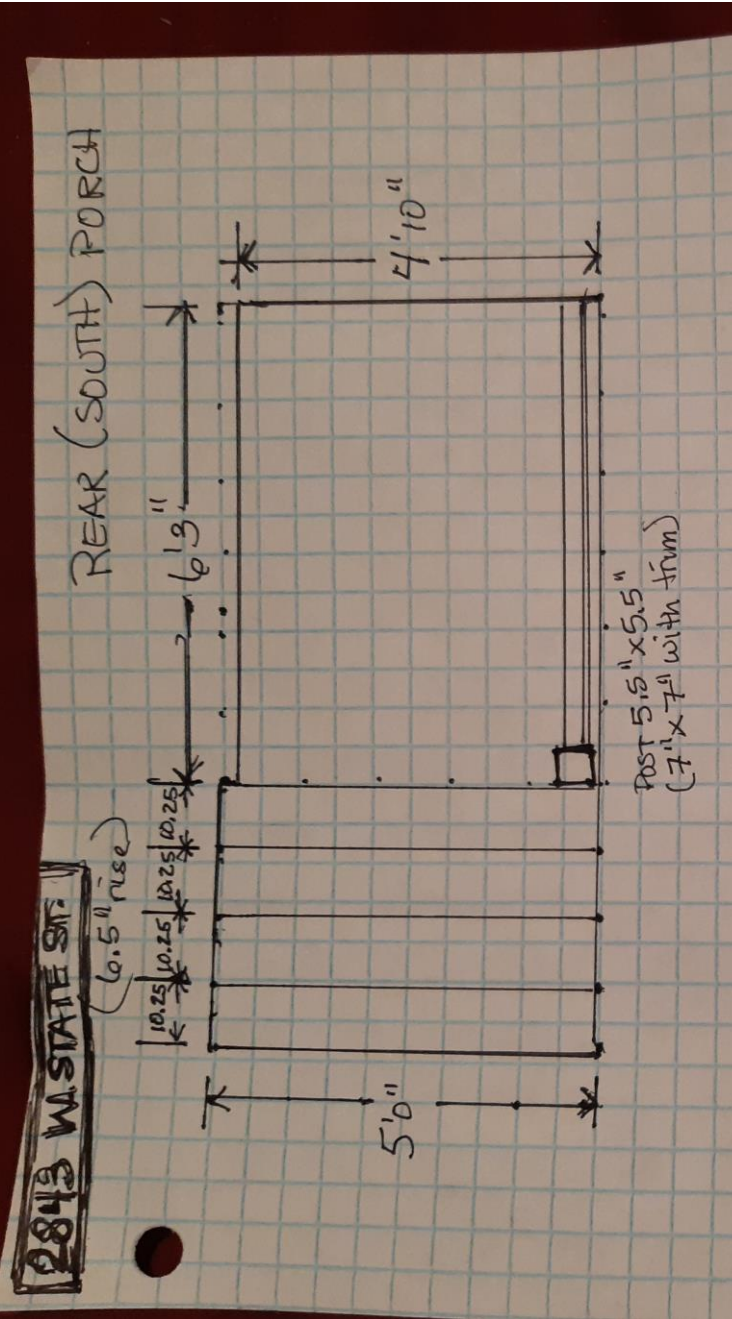 2843 W. STATE ST.
REAR (SOUTH) PORCH
(6.5" rise)
10.25 10.25 10.25 10.25
6'3"
5'0"
4'10"
POST 5.5" x 5.5"
(7" x 7" with trim)